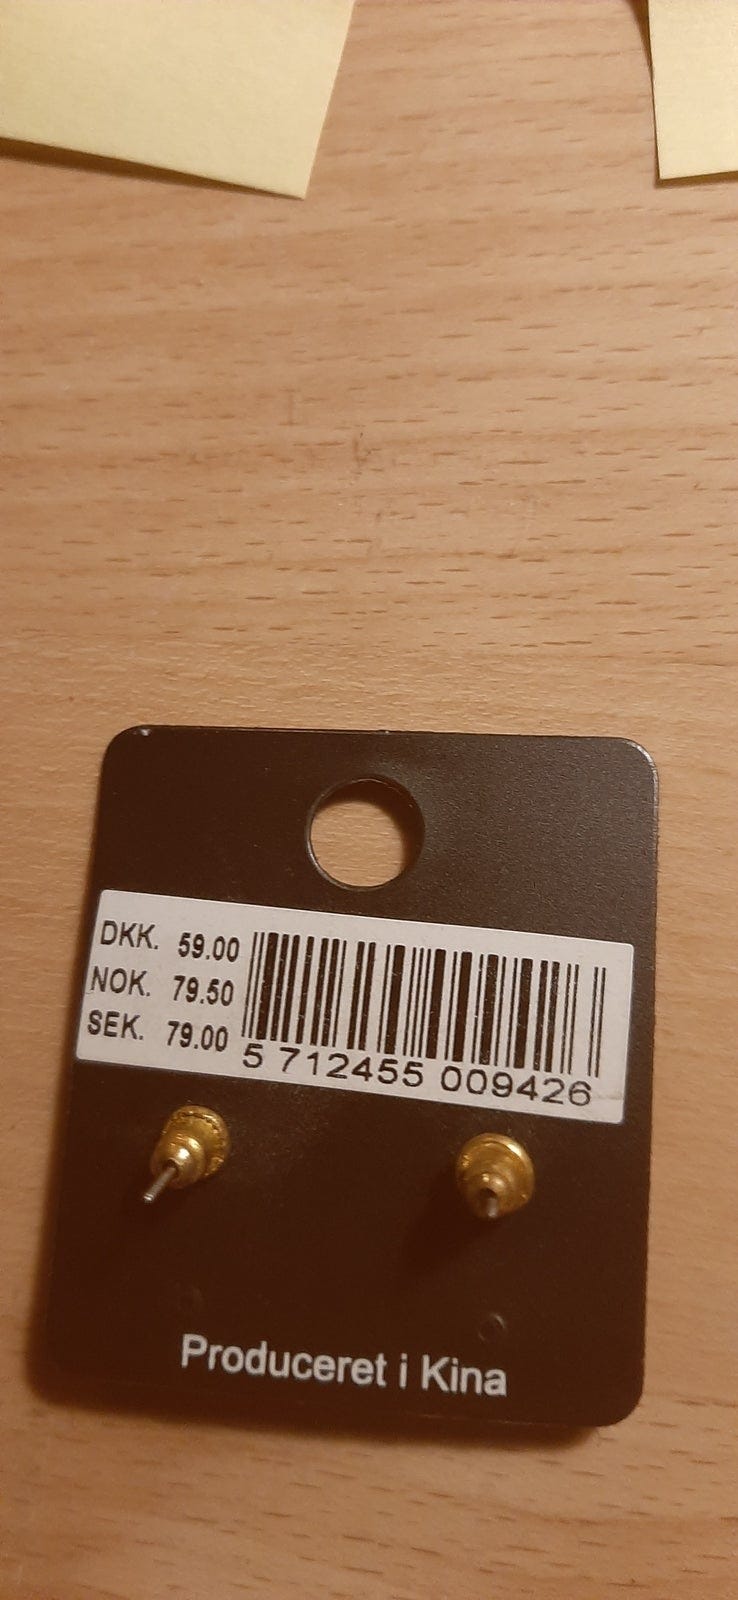 DKK. 59.00
NOK. 79.50
SEK. 79.00
5 712455 009426
Produceret i Kina